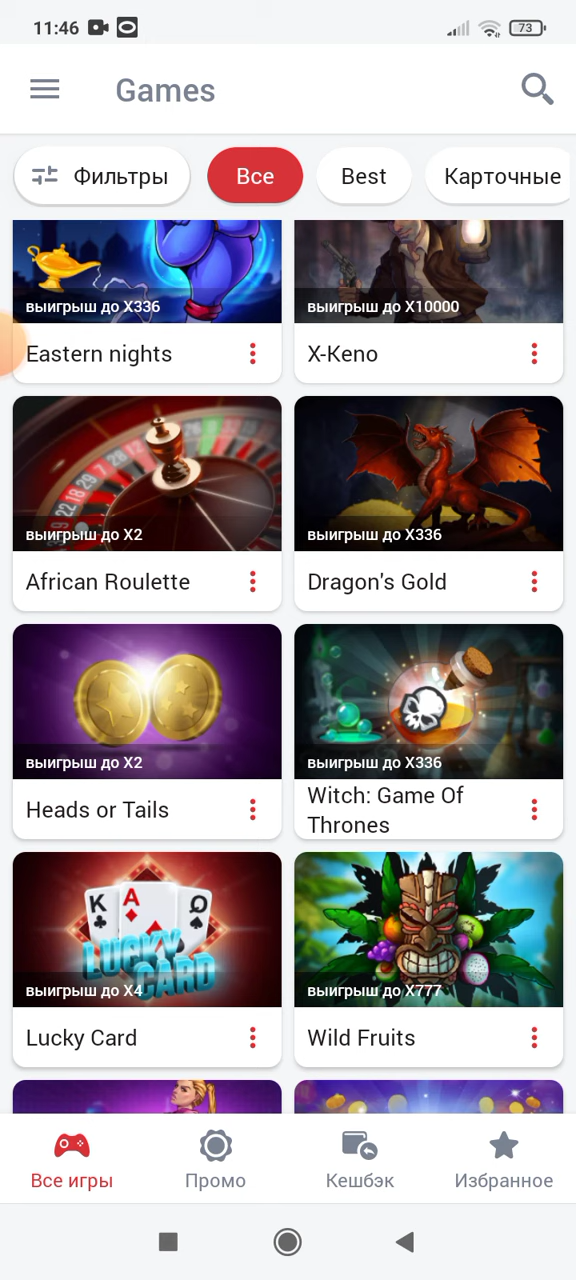 11:46
73
Games
Фильтры
Все
Best
Карточные
выигрыш до X336
выигрыш до X10000
Eastern nights
X-Keno
выигрыш до X2
выигрыш до X336
African Roulette
Dragon's Gold
выигрыш до X2
выигрыш до X336
Heads or Tails
Witch: Game Of
Thrones
K
A
Q
LUCKY
CARD
выигрыш до X4
выигрыш до X777
Lucky Card
Wild Fruits
Все игры
Промо
Кешбэк
Избранное